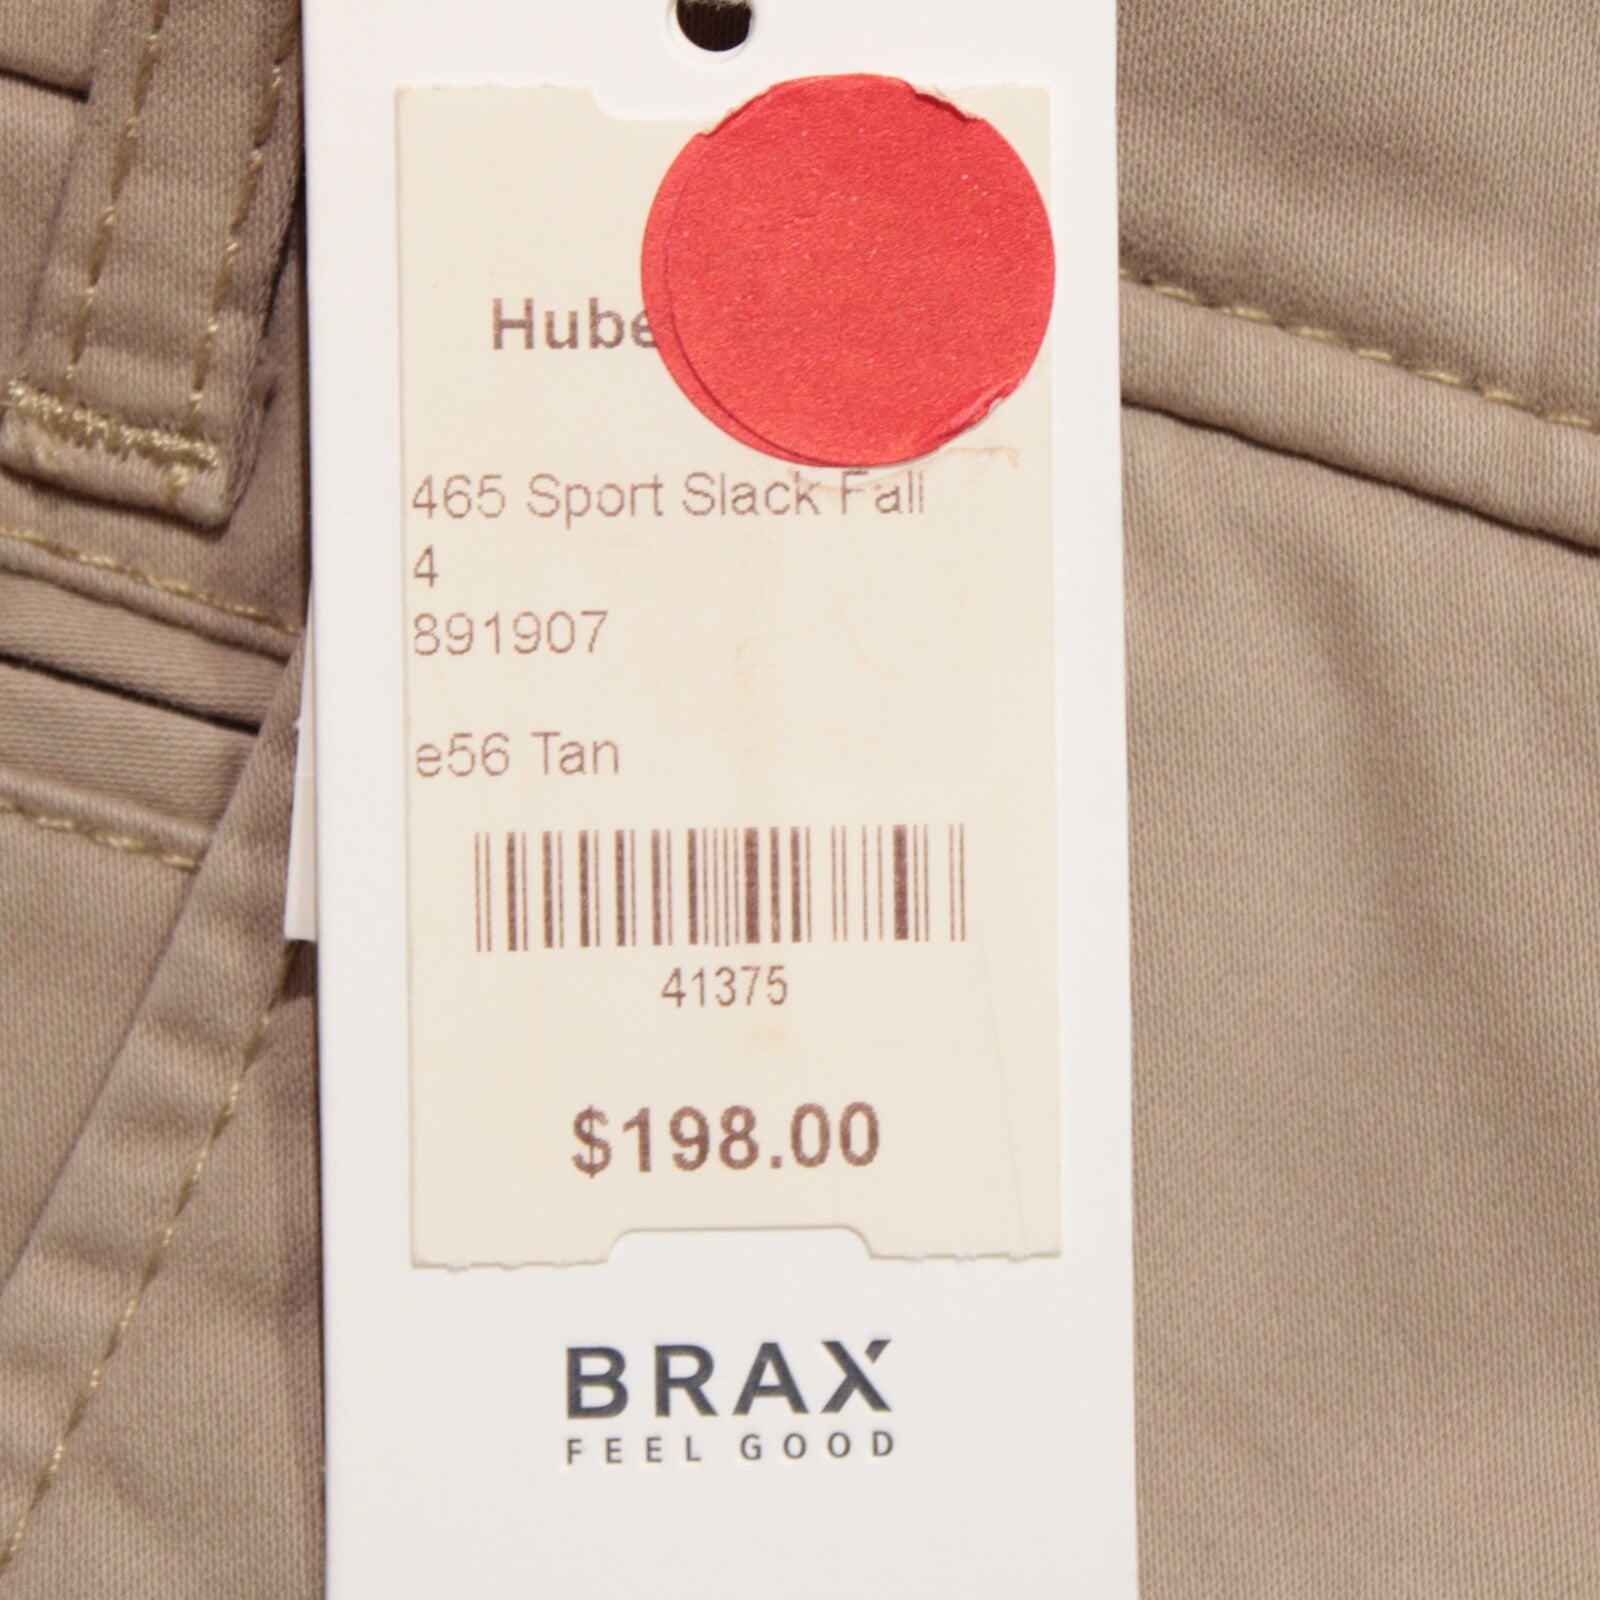 465 Sport Slack Fall
4
891907
e56 Tan
41375
$198.00
BRAX
FEEL GOOD